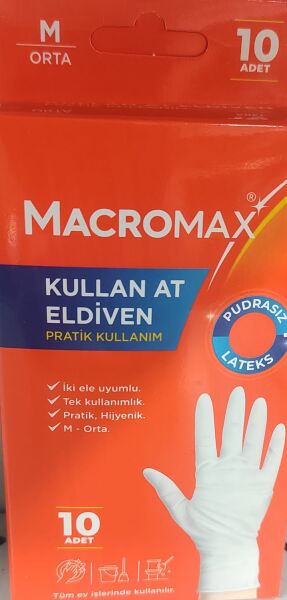 M
ORTA
10
ADET
MACROMAX®
KULLAN AT
ELDİVEN
PRATİK KULLANIM
PUDRASIZ
LATEKS
İki ele uyumlu.
Tek kullanımlık.
Pratik, Hijyenik.
M - Orta.
10
ADET
Tüm ev işlerinde kullanılır.